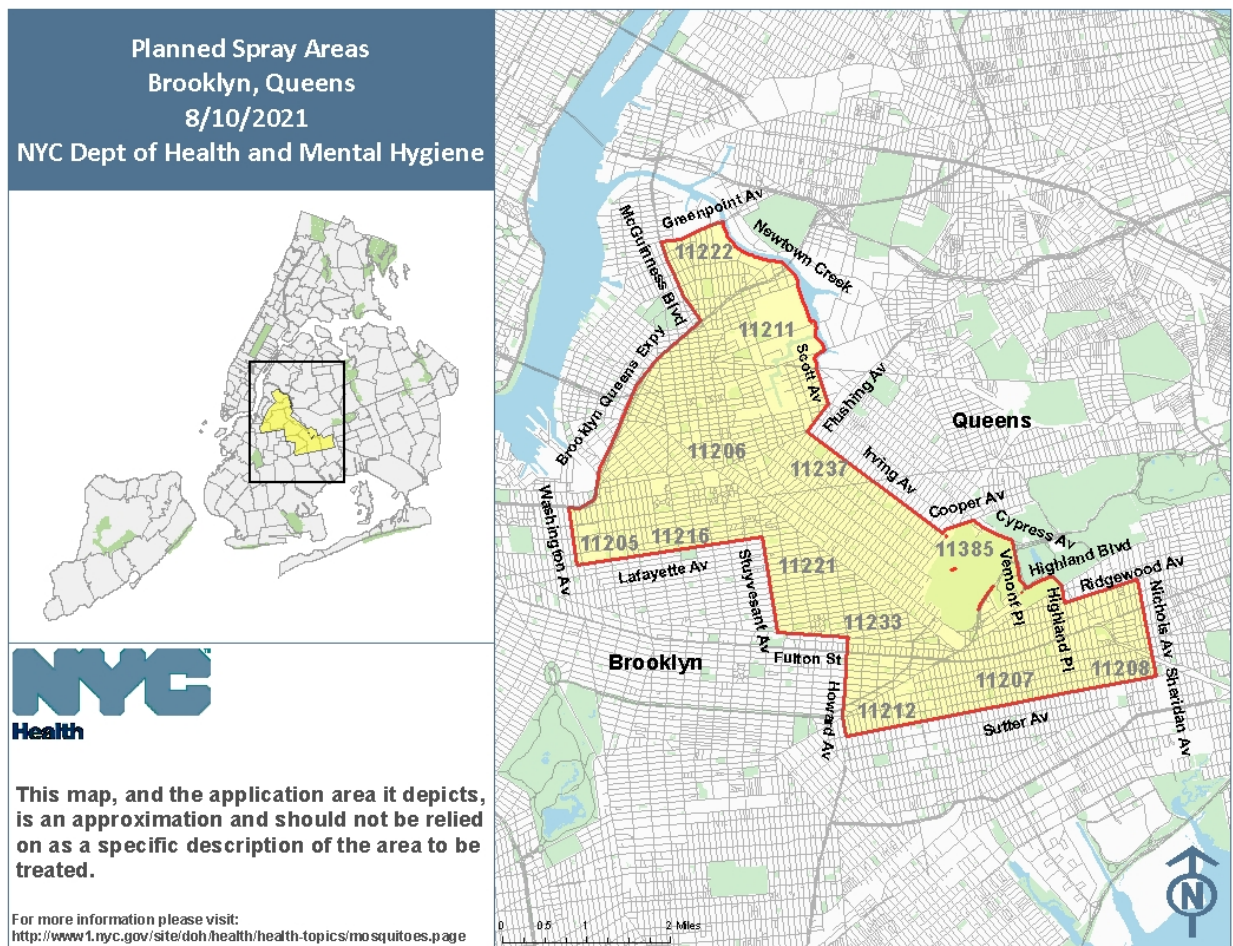 Planned Spray Areas
Brooklyn, Queens
8/10/2021
NYC Dept of Health and Mental Hygiene
NYC
Health
This map, and the application area it depicts,
is an approximation and should not be relied
on as a specific description of the area to be
treated.
For more information please visit:
http://www1.nyc.gov/site/doh/health/health-topics/mosquitoes.page
Greenpoint Av
McGuinness Blvd
11222
Newtown Creek
11211
Brooklyn Queens Expy
Scott Av
Flushing Av
Queens
11206
11237
Irving Av
Washington Av
Cooper Av
Cypress Av
11205
11216
11385
Highland Blvd
Lafayette Av
Stuyvesant Av
11221
Vermont Pl
Ridgewood Av
Highland Pl
Nichols Av
11233
Brooklyn
Fulton St
11207
11208
Sheridan Av
Howard Av
11212
Sutter Av
0 0.5 1 2 Miles
N